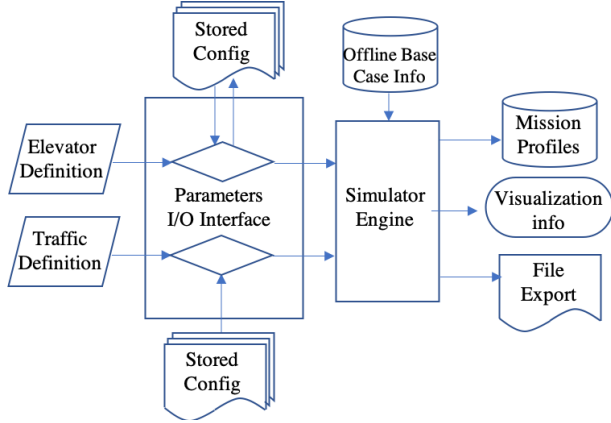 Stored
Config
Offline Base
Case Info
Elevator
Definition
Parameters
I/O Interface
Traffic
Definition
Simulator
Engine
Mission
Profiles
Visualization
info
File
Export
Stored
Config